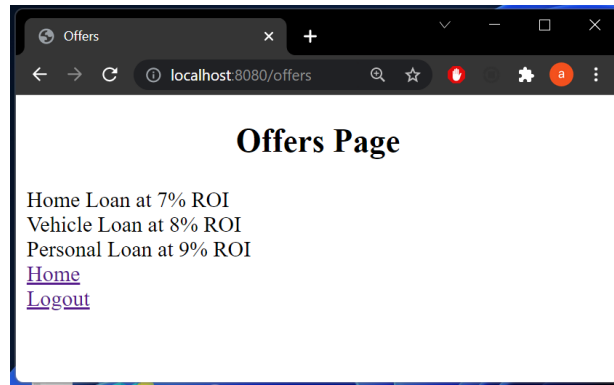 Offers
localhost:8080/offers
a
Offers Page
Home Loan at 7% ROI
Vehicle Loan at 8% ROI
Personal Loan at 9% ROI
Home
Logout